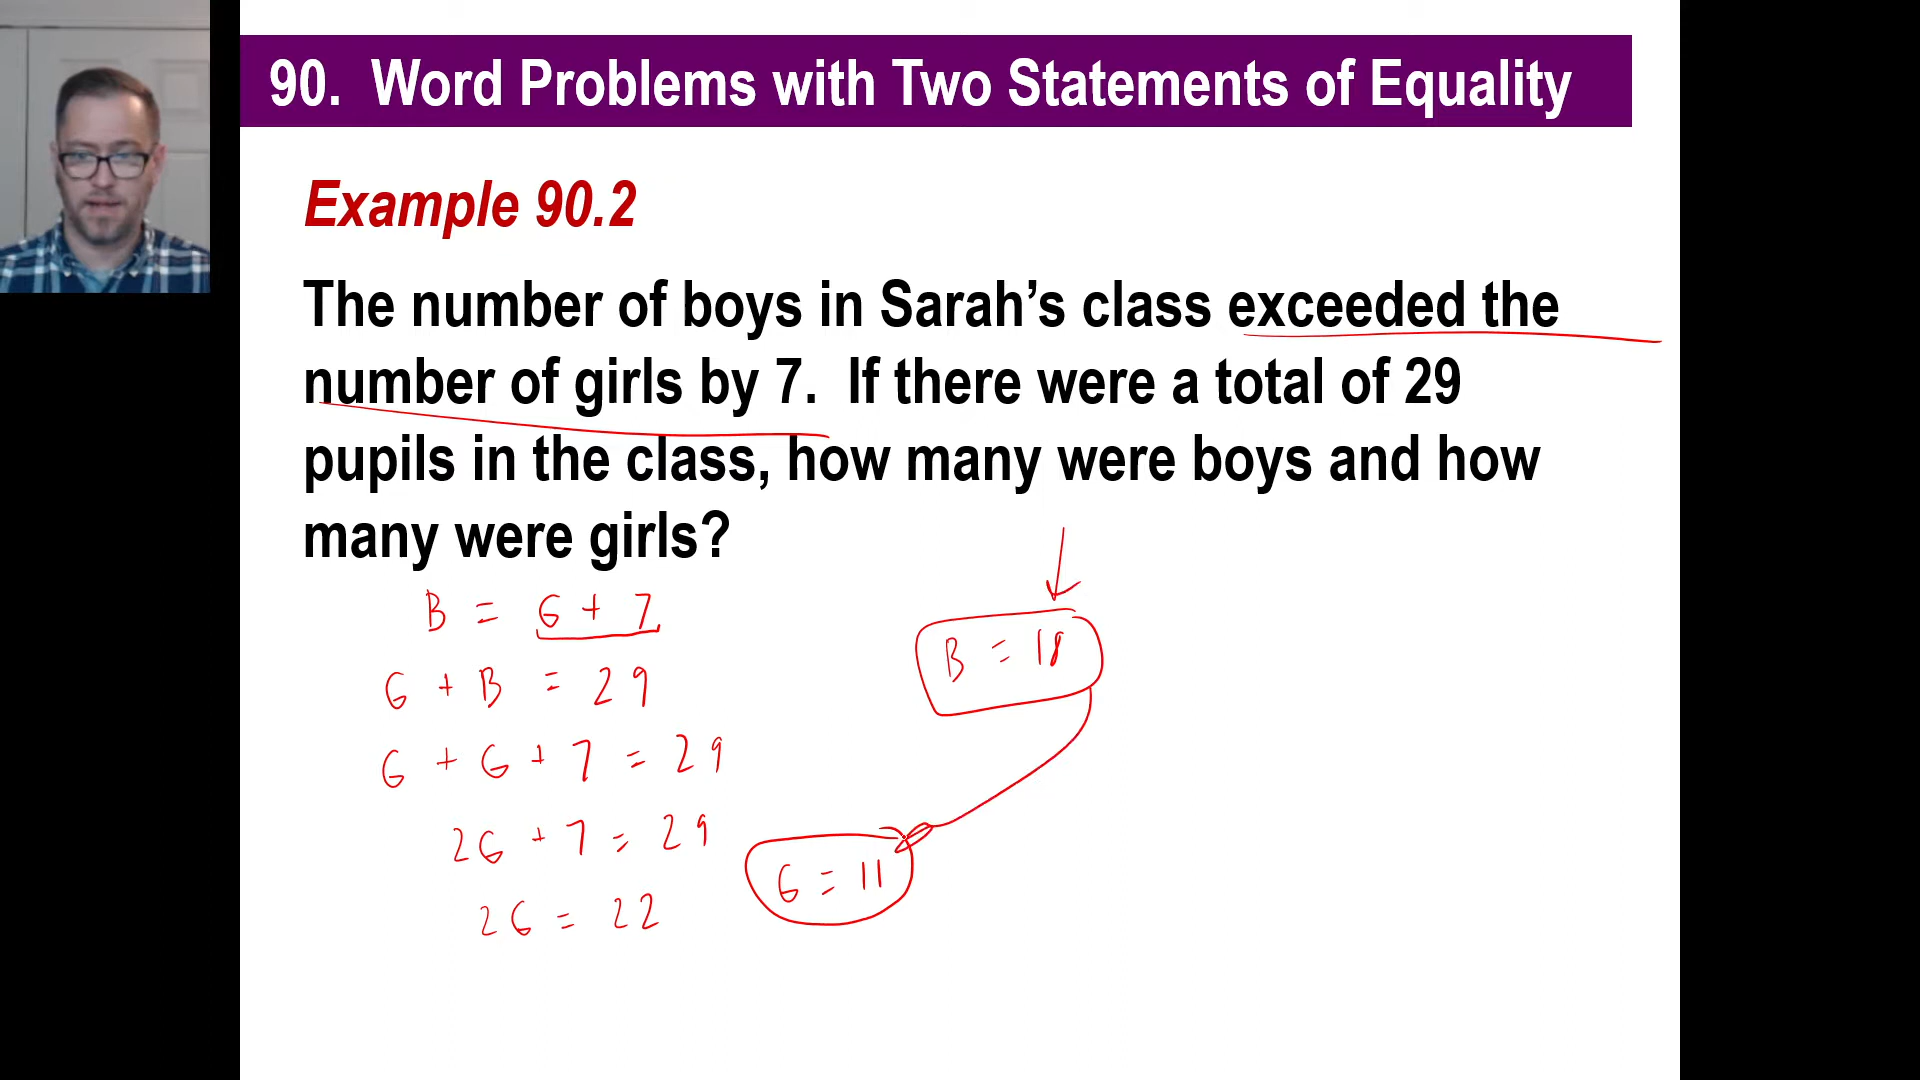 90. Word Problems with Two Statements of Equality
Example 90.2
The number of boys in Sarah’s class exceeded the
number of girls by 7. If there were a total of 29
pupils in the class, how many were boys and how
many were girls?
B = G + 7
G + B = 29
G + G + 7 = 29
2G + 7 = 29
2G = 22
G = 11
B = 18